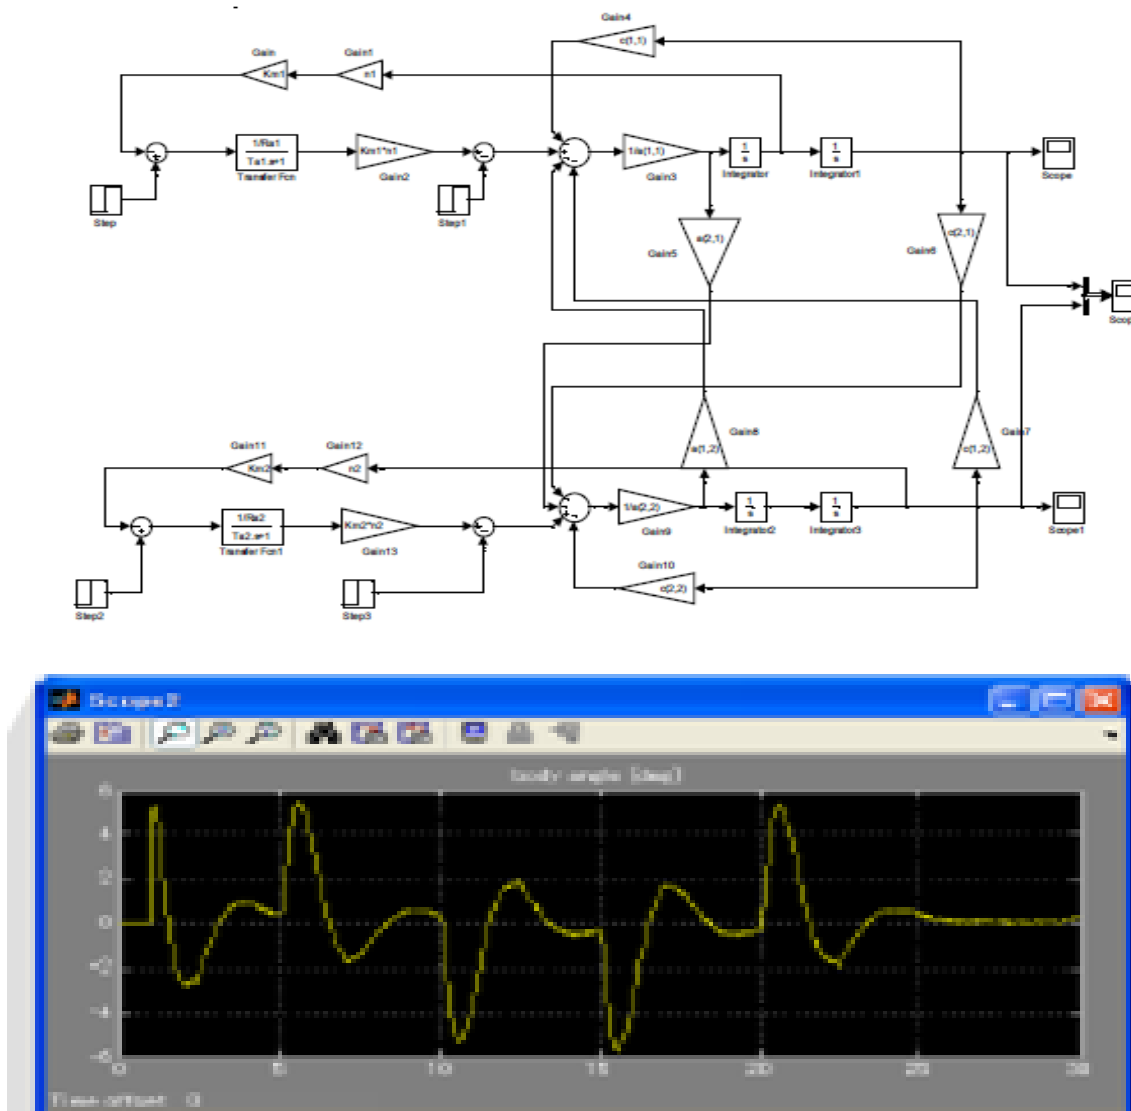 Gain4
c(1,1)
Gain
Gain1
Km1
n1
1/Ra1
Ta1.s+1
Transfer Fcn
Km1*n1
Gain2
1/a(1,1)
Gain3
1
s
Integrator
1
s
Integrator1
Scope
Step
Step1
a(2,1)
Gain5
c(2,1)
Gain6
Scop
Gain11
Gain12
Km2
n2
a(1,2)
Gain8
c(1,2)
Gain7
1/Ra2
Ta2.s+1
Transfer Fcn1
Km2*n2
Gain13
1/a(2,2)
Gain9
1
s
Integrator2
1
s
Integrator3
Scope1
Gain10
c(2,2)
Step2
Step3
Scope2
body angle [deg]
6
4
2
0
-2
-4
-6
0
5
10
15
20
30
Time offset: 0